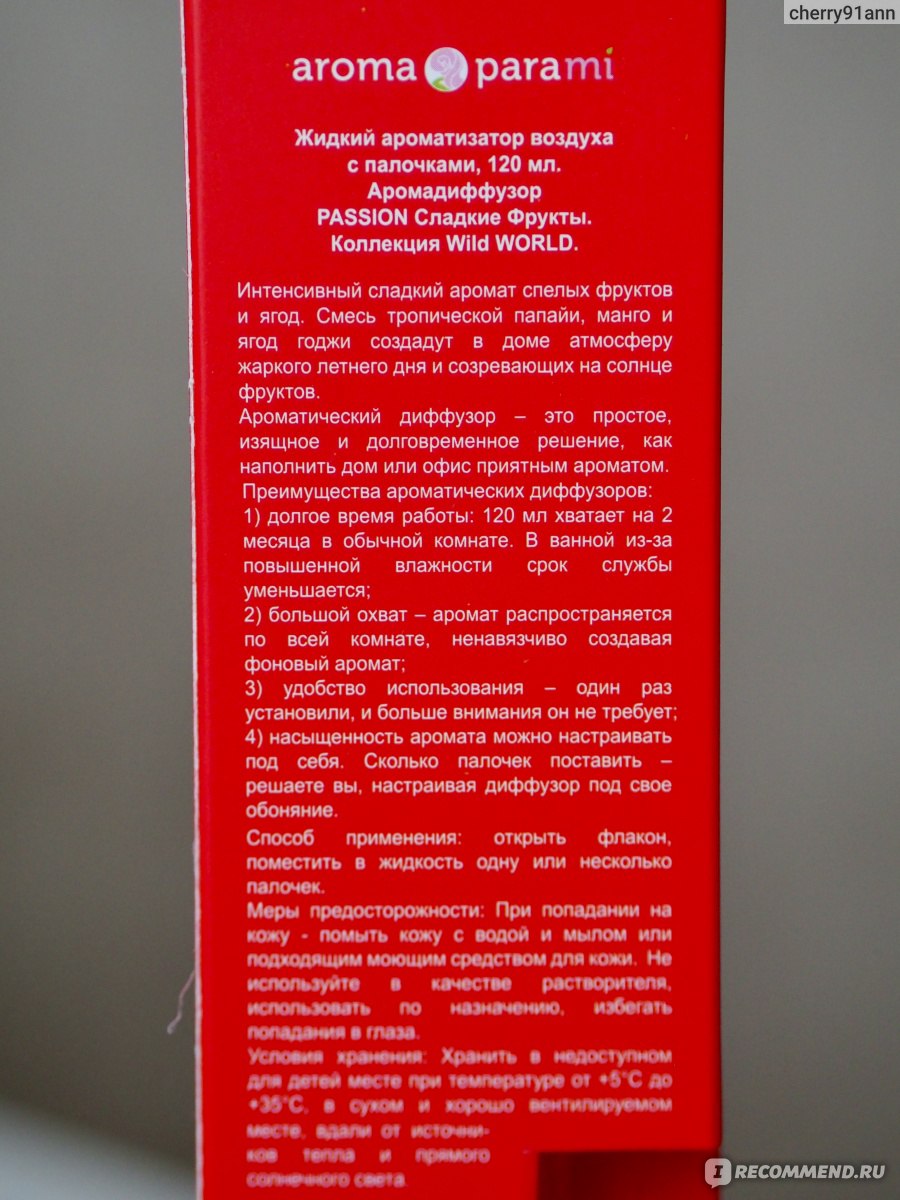 cherry91ann
aroma parami
Жидкий ароматизатор воздуха
с палочками, 120 мл.
Аромадиффузор
PASSION Сладкие Фрукты.
Коллекция Wild WORLD.
Интенсивный сладкий аромат спелых фруктов
и ягод. Смесь тропической папайи, манго и
ягод годжи создадут в доме атмосферу
жаркого летнего дня и созревающих на солнце
фруктов.
Ароматический диффузор – это простое,
изящное и долговременное решение, как
наполнить дом или офис приятным ароматом.
Преимущества ароматических диффузоров:
1) долгое время работы: 120 мл хватает на 2
месяца в обычной комнате. В ванной из-за
повышенной влажности срок службы
уменьшается;
2) большой охват – аромат распространяется
по всей комнате, ненавязчиво создавая
фоновый аромат;
3) удобство использования – один раз
установили, и больше внимания он не требует;
4) насыщенность аромата можно настраивать
под себя. Сколько палочек поставить –
решаете вы, настраивая диффузор под свое
обоняние.
Способ применения: открыть флакон,
поместить в жидкость одну или несколько
палочек.
Меры предосторожности: При попадании на
кожу - помыть кожу с водой и мылом или
подходящим моющим средством для кожи. Не
используйте в качестве растворителя,
использовать по назначению, избегать
попадания в глаза.
Условия хранения: Хранить в недоступном
для детей месте при температуре от +5°С до
+35°С, в сухом и хорошо вентилируемом
месте, вдали от источни-
ков тепла и прямого
солнечного света.
IRECOMMEND.RU